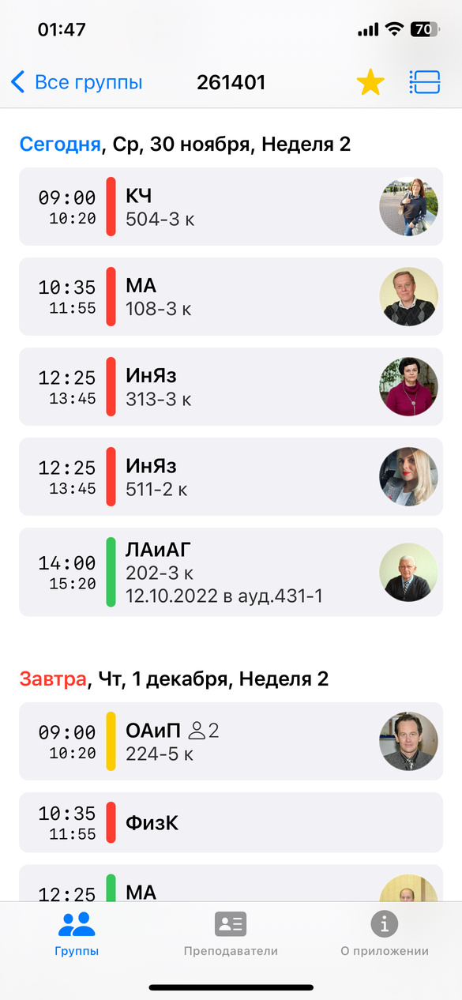 01:47
70
Все группы
261401
Сегодня, Ср, 30 ноября, Неделя 2
09:00
КЧ
10:20
504-3 к
10:35
МА
11:55
108-3 к
12:25
ИнЯз
13:45
313-3 к
12:25
ИнЯз
13:45
511-2 к
14:00
ЛАиАГ
15:20
202-3 к
12.10.2022 в ауд.431-1
Завтра, Чт, 1 декабря, Неделя 2
09:00
ОАиП 2
10:20
224-5 к
10:35
11:55
ФизК
12:25
МА
Группы
Преподаватели
О приложении